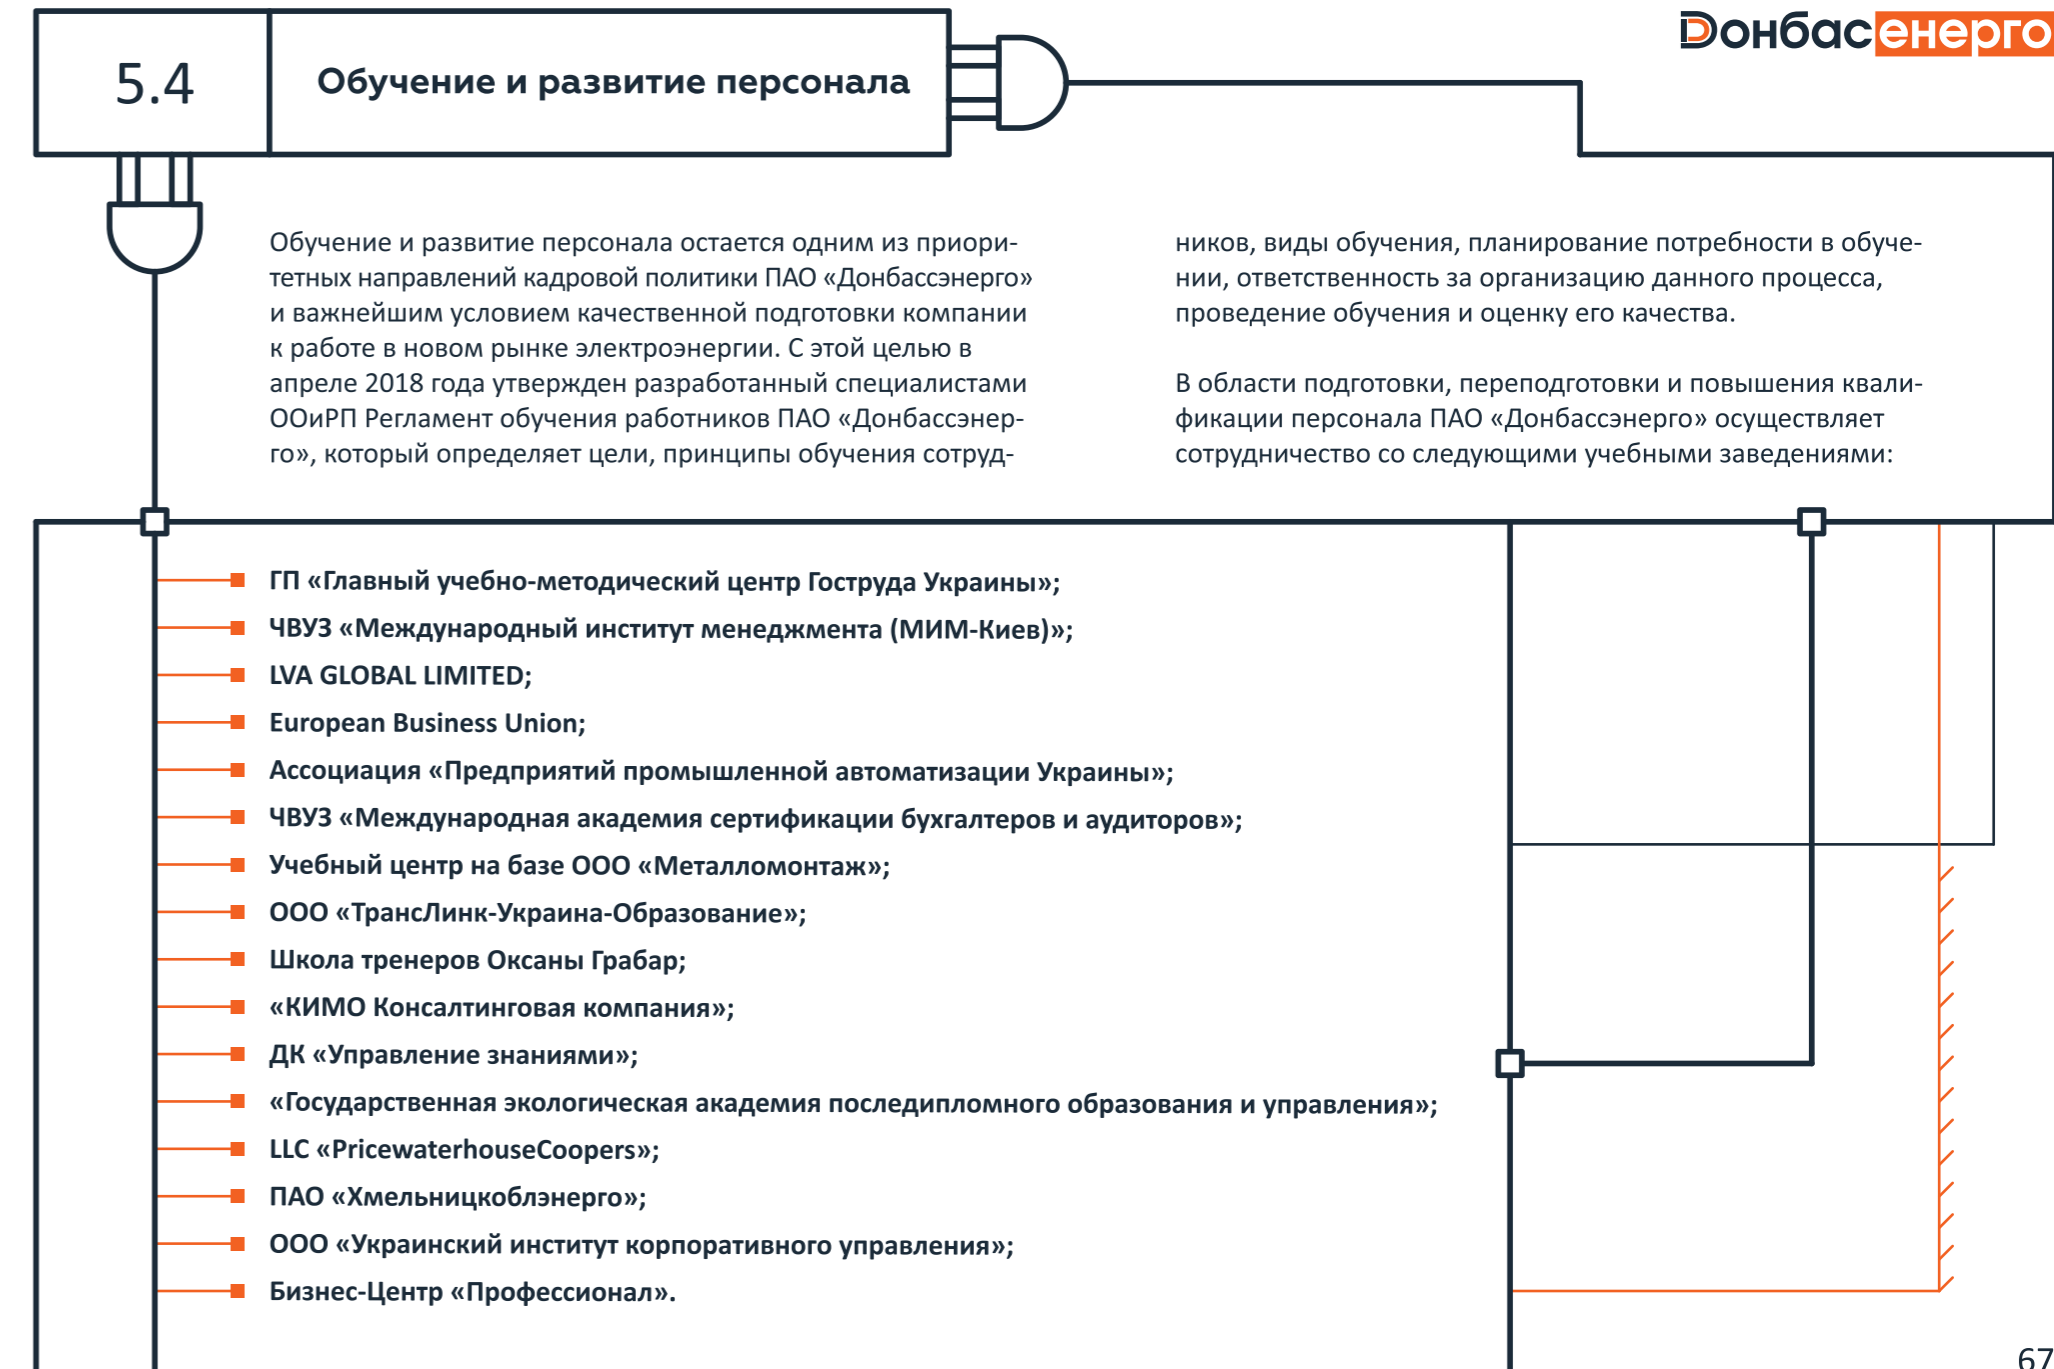 Донбасенерго
5.4
Обучение и развитие персонала
Обучение и развитие персонала остается одним из приори-
тетных направлений кадровой политики ПАО «Донбассэнерго»
и важнейшим условием качественной подготовки компании
к работе в новом рынке электроэнергии. С этой целью в
апреле 2018 года утвержден разработанный специалистами
ООиРП Регламент обучения работников ПАО «Донбассэнер-
го», который определяет цели, принципы обучения сотруд-
ников, виды обучения, планирование потребности в обуче-
нии, ответственность за организацию данного процесса,
проведение обучения и оценку его качества.
В области подготовки, переподготовки и повышения квали-
фикации персонала ПАО «Донбассэнерго» осуществляет
сотрудничество со следующими учебными заведениями:
ГП «Главный учебно-методический центр Гоструда Украины»;
ЧВУЗ «Международный институт менеджмента (МИМ-Киев)»;
LVA GLOBAL LIMITED;
European Business Union;
Ассоциация «Предприятий промышленной автоматизации Украины»;
ЧВУЗ «Международная академия сертификации бухгалтеров и аудиторов»;
Учебный центр на базе ООО «Металломонтаж»;
ООО «ТрансЛинк-Украина-Образование»;
Школа тренеров Оксаны Грабар;
«КИМО Консалтинговая компания»;
ДК «Управление знаниями»;
«Государственная экологическая академия последипломного образования и управления»;
LLC «PricewaterhouseCoopers»;
ПАО «Хмельницкоблэнерго»;
ООО «Украинский институт корпоративного управления»;
Бизнес-Центр «Профессионал».
67